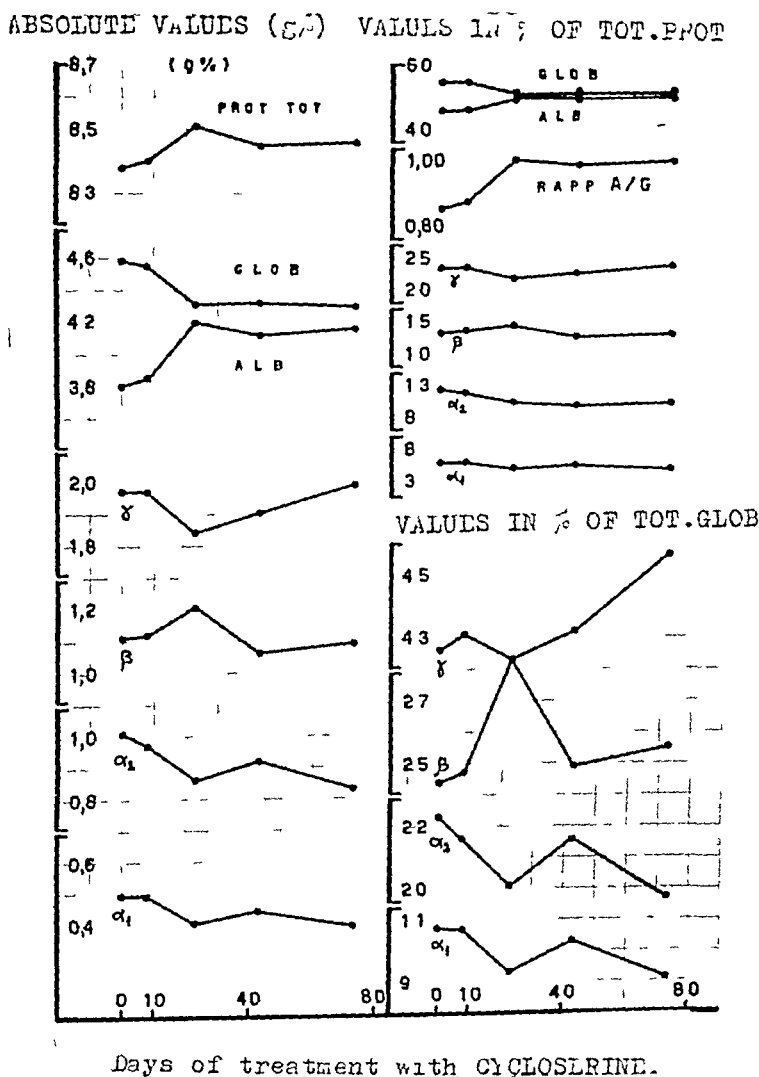 ABSOLUTE VALUES (g%) VALUES IN % OF TOT.PROT
8,7
(g%)
PROT TOT
8,5
8,3
4,6
GLOB
4,2
ALB
3,8
2,0
γ
1,8
1,2
β
1,0
1,0
α₂
0,8
0,6
α₁
0,4
0 10 40 80
60
GLOB
ALB
40
1,00
RAPP A/G
0,80
25
γ
20
15
β
10
13
α₂
8
8
α₁
3
VALUES IN % OF TOT.GLOB
45
43
γ
27
25
β
22
α₂
20
11
α₁
9
0 10 40 80
Days of treatment with CYCLOSERINE.